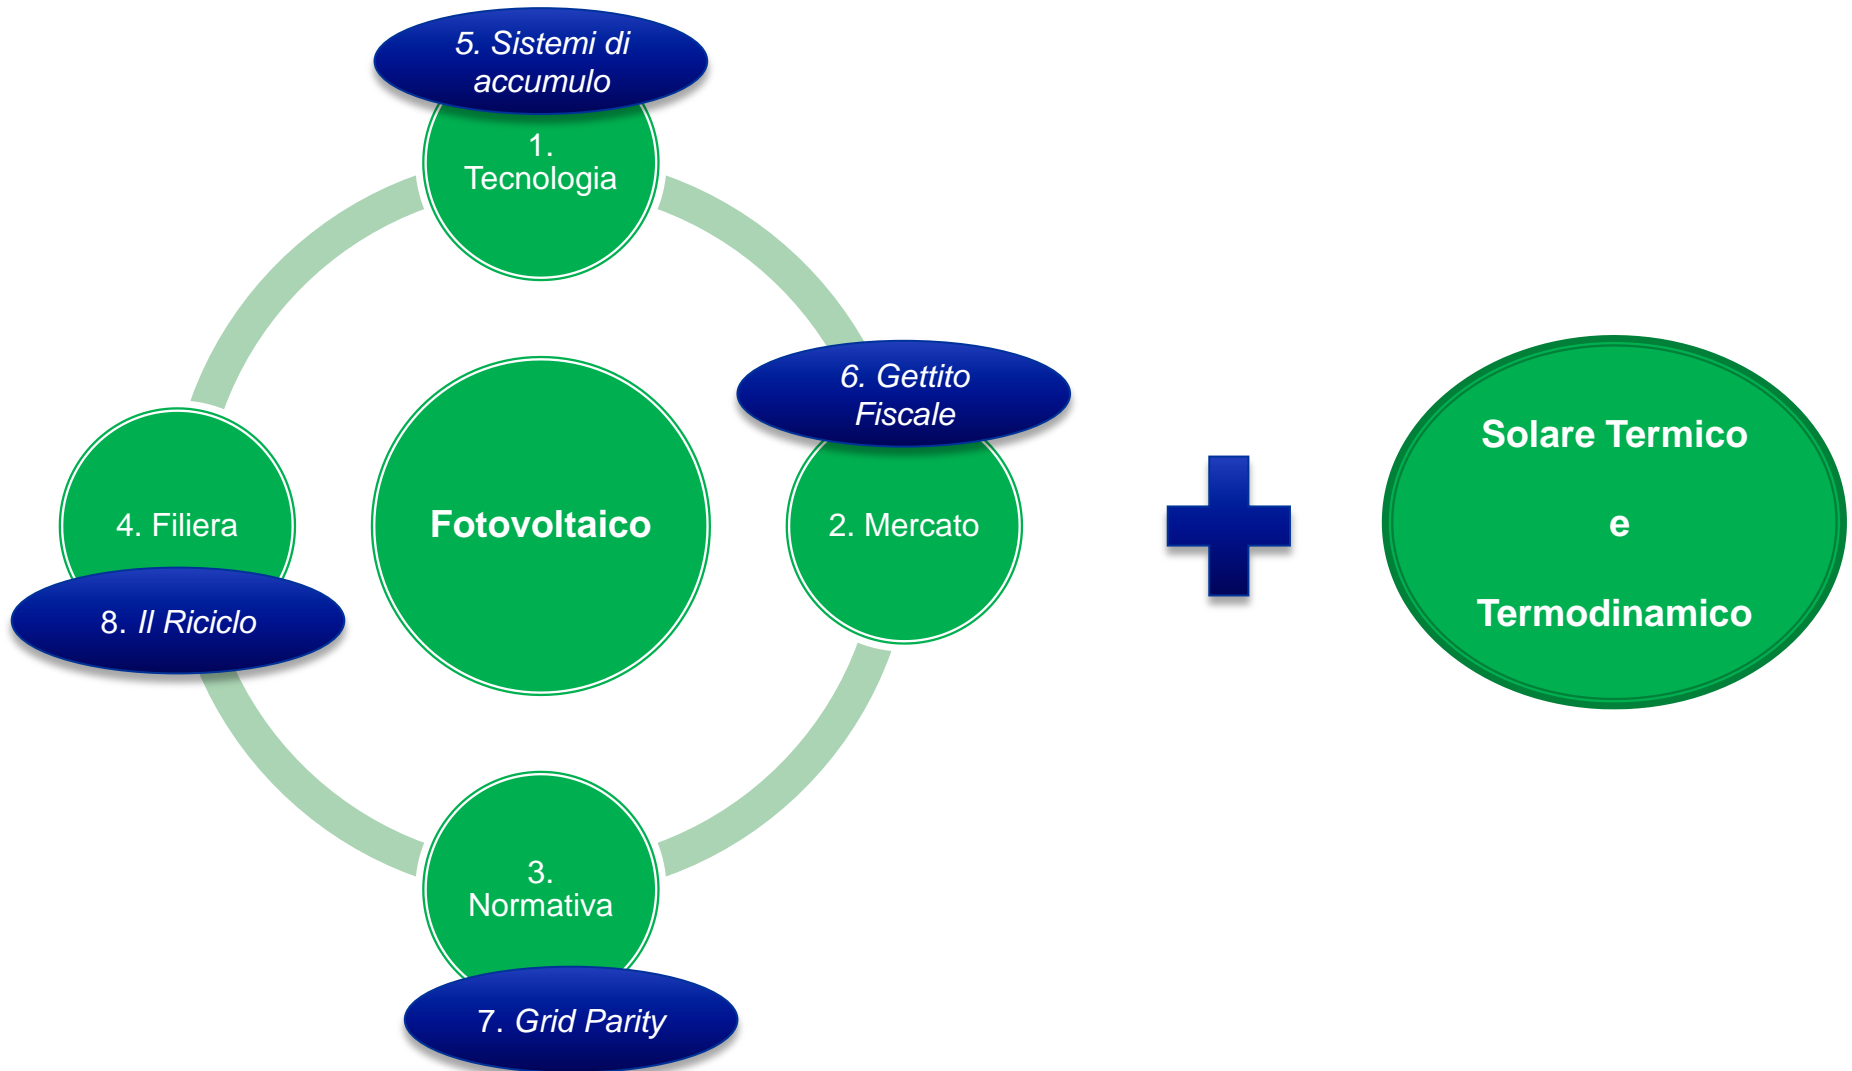 5. Sistemi di
accumulo
1.
Tecnologia
6. Gettito
Fiscale
2. Mercato
Fotovoltaico
4. Filiera
8. Il Riciclo
3.
Normativa
7. Grid Parity
Solare Termico
e
Termodinamico